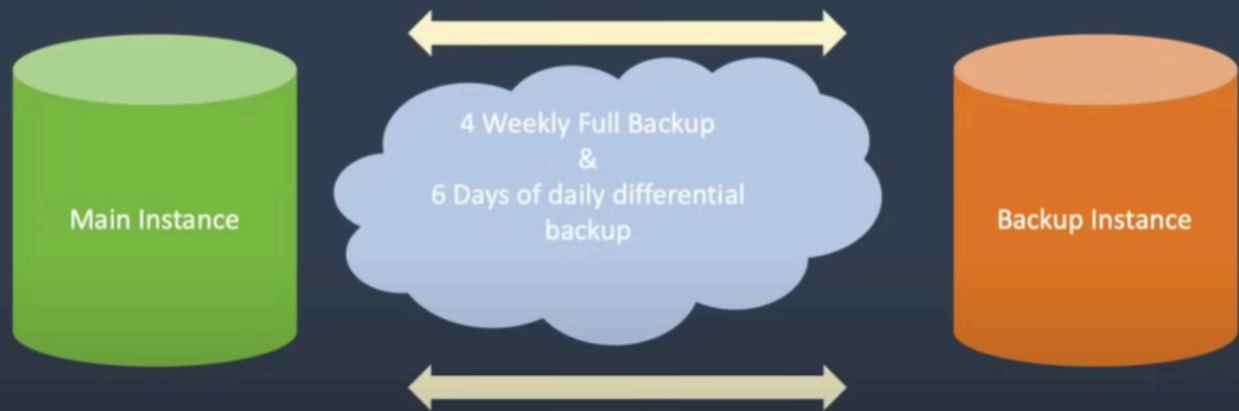 Main Instance
4 Weekly Full Backup
&
6 Days of daily differential
backup
Backup Instance